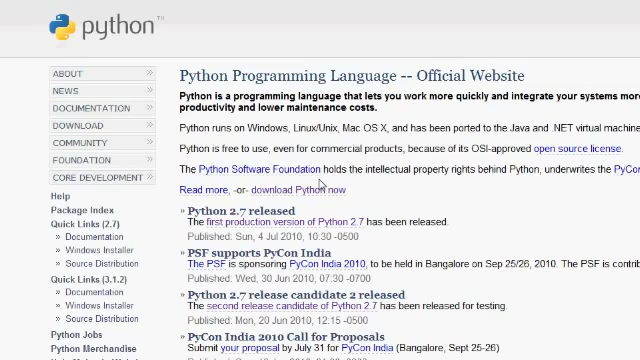 python™
ABOUT
NEWS
DOCUMENTATION
DOWNLOAD
COMMUNITY
FOUNDATION
CORE DEVELOPMENT
Help
Package Index
Quick Links (2.7)
Documentation
Windows Installer
Source Distribution
Quick Links (3.1.2)
Documentation
Windows Installer
Source Distribution
Python Jobs
Python Merchandise
Python Programming Language -- Official Website
Python is a programming language that lets you work more quickly and integrate your systems more
productivity and lower maintenance costs.
Python runs on Windows, Linux/Unix, Mac OS X, and has been ported to the Java and .NET virtual machine
Python is free to use, even for commercial products, because of its OSI-approved open source license.
The Python Software Foundation holds the intellectual property rights behind Python, underwrites the PyCon
Read more, -or- download Python now
» Python 2.7 released
The first production version of Python 2.7 has been released.
Published: Sun, 4 Jul 2010, 10:30 -0500
» PSF supports PyCon India
The PSF is sponsoring PyCon India 2010, to be held in Bangalore on Sep 25/26, 2010. The PSF is contrib
Published: Wed, 30 Jun 2010, 07:30 -0700
» Python 2.7 release candidate 2 released
The second release candidate of Python 2.7 has been released for testing.
Published: Mon, 20 Jun 2010, 12:15 -0500
» PyCon India 2010 Call for Proposals
Submit your proposal by July 31 for PyCon India (Bangalore, Sept 25-26)